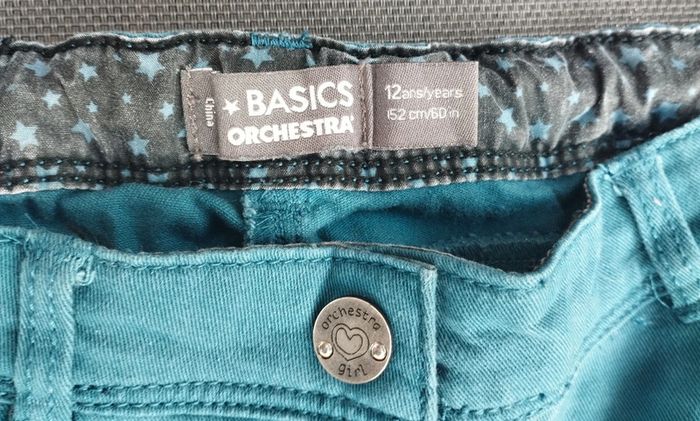 China
BASICS
ORCHESTRA
12ans/years
152 cm/60 in
orchestra
girl